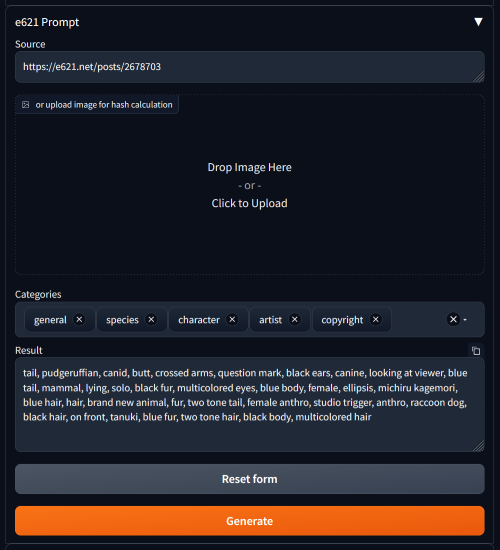 e621 Prompt ▼
Source
https://e621.net/posts/2678703
or upload image for hash calculation
Drop Image Here
- or -
Click to Upload
Categories
general × species × character × artist × copyright × ×
Result
tail, pudgeruffian, canid, butt, crossed arms, question mark, black ears, canine, looking at viewer, blue
tail, mammal, lying, solo, black fur, multicolored eyes, blue body, female, ellipsis, michiru kagemori,
blue hair, hair, brand new animal, fur, two tone tail, female anthro, studio trigger, anthro, raccoon dog,
black hair, on front, tanuki, blue fur, two tone hair, black body, multicolored hair
Reset form
Generate